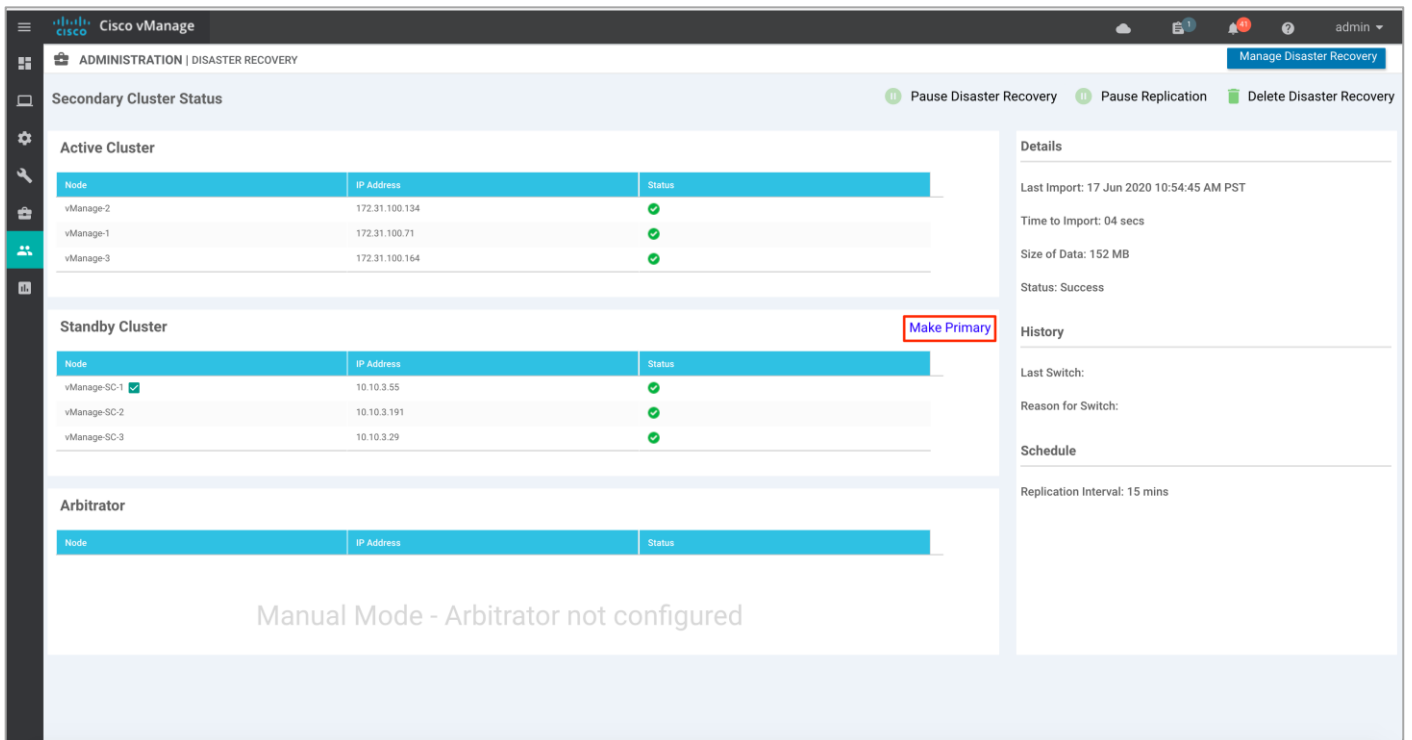 cisco Cisco vManage 1 41 admin
ADMINISTRATION | DISASTER RECOVERY Manage Disaster Recovery
Secondary Cluster Status Pause Disaster Recovery Pause Replication Delete Disaster Recovery
Active Cluster
Node IP Address Status
vManage-2 172.31.100.134
vManage-1 172.31.100.71
vManage-3 172.31.100.164
Standby Cluster Make Primary
Node IP Address Status
vManage-SC-1 10.10.3.55
vManage-SC-2 10.10.3.191
vManage-SC-3 10.10.3.29
Arbitrator
Node IP Address Status
Manual Mode - Arbitrator not configured
Details
Last Import: 17 Jun 2020 10:54:45 AM PST
Time to Import: 04 secs
Size of Data: 152 MB
Status: Success
History
Last Switch:
Reason for Switch:
Schedule
Replication Interval: 15 mins